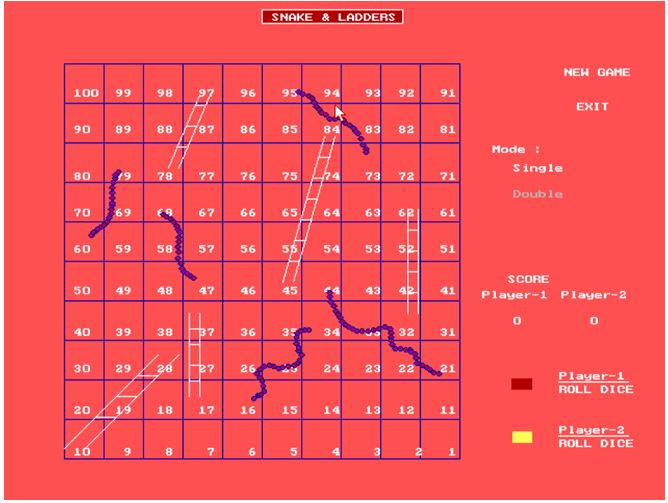 SNAKE & LADDERS
100 99 98 97 96 95 94 93 92 91
90 89 88 87 86 85 84 83 82 81
80 79 78 77 76 75 74 73 72 71
70 69 68 67 66 65 64 63 62 61
60 59 58 57 56 55 54 53 52 51
50 49 48 47 46 45 44 43 42 41
40 39 38 37 36 35 34 33 32 31
30 29 28 27 26 25 24 23 22 21
20 19 18 17 16 15 14 13 12 11
10 9 8 7 6 5 4 3 2 1
NEW GAME
EXIT
Mode :
Single
Double
SCORE
Player-1 Player-2
0 0
Player-1
ROLL DICE
Player-2
ROLL DICE